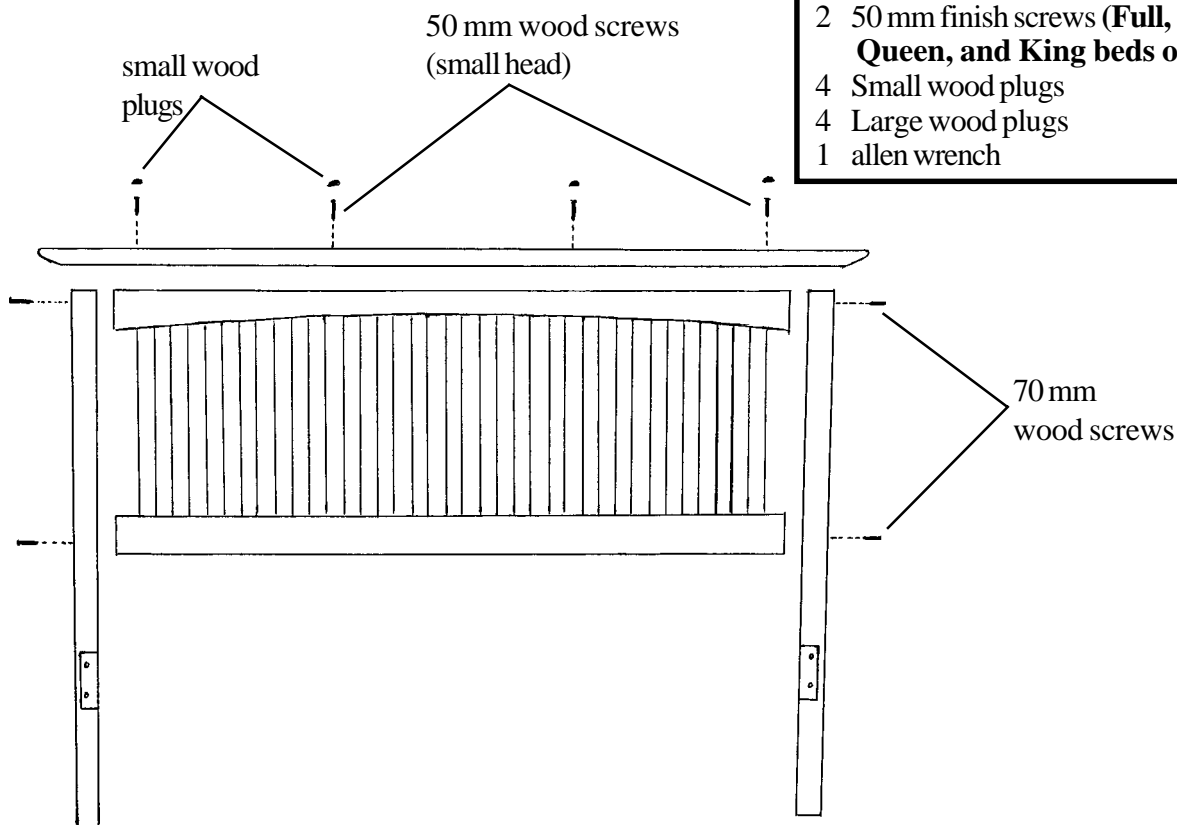 2 50 mm finish screws (Full,
Queen, and King beds
4 Small wood plugs
4 Large wood plugs
1 allen wrench
50 mm wood screws
(small head)
small wood
plugs
70 mm
wood screws